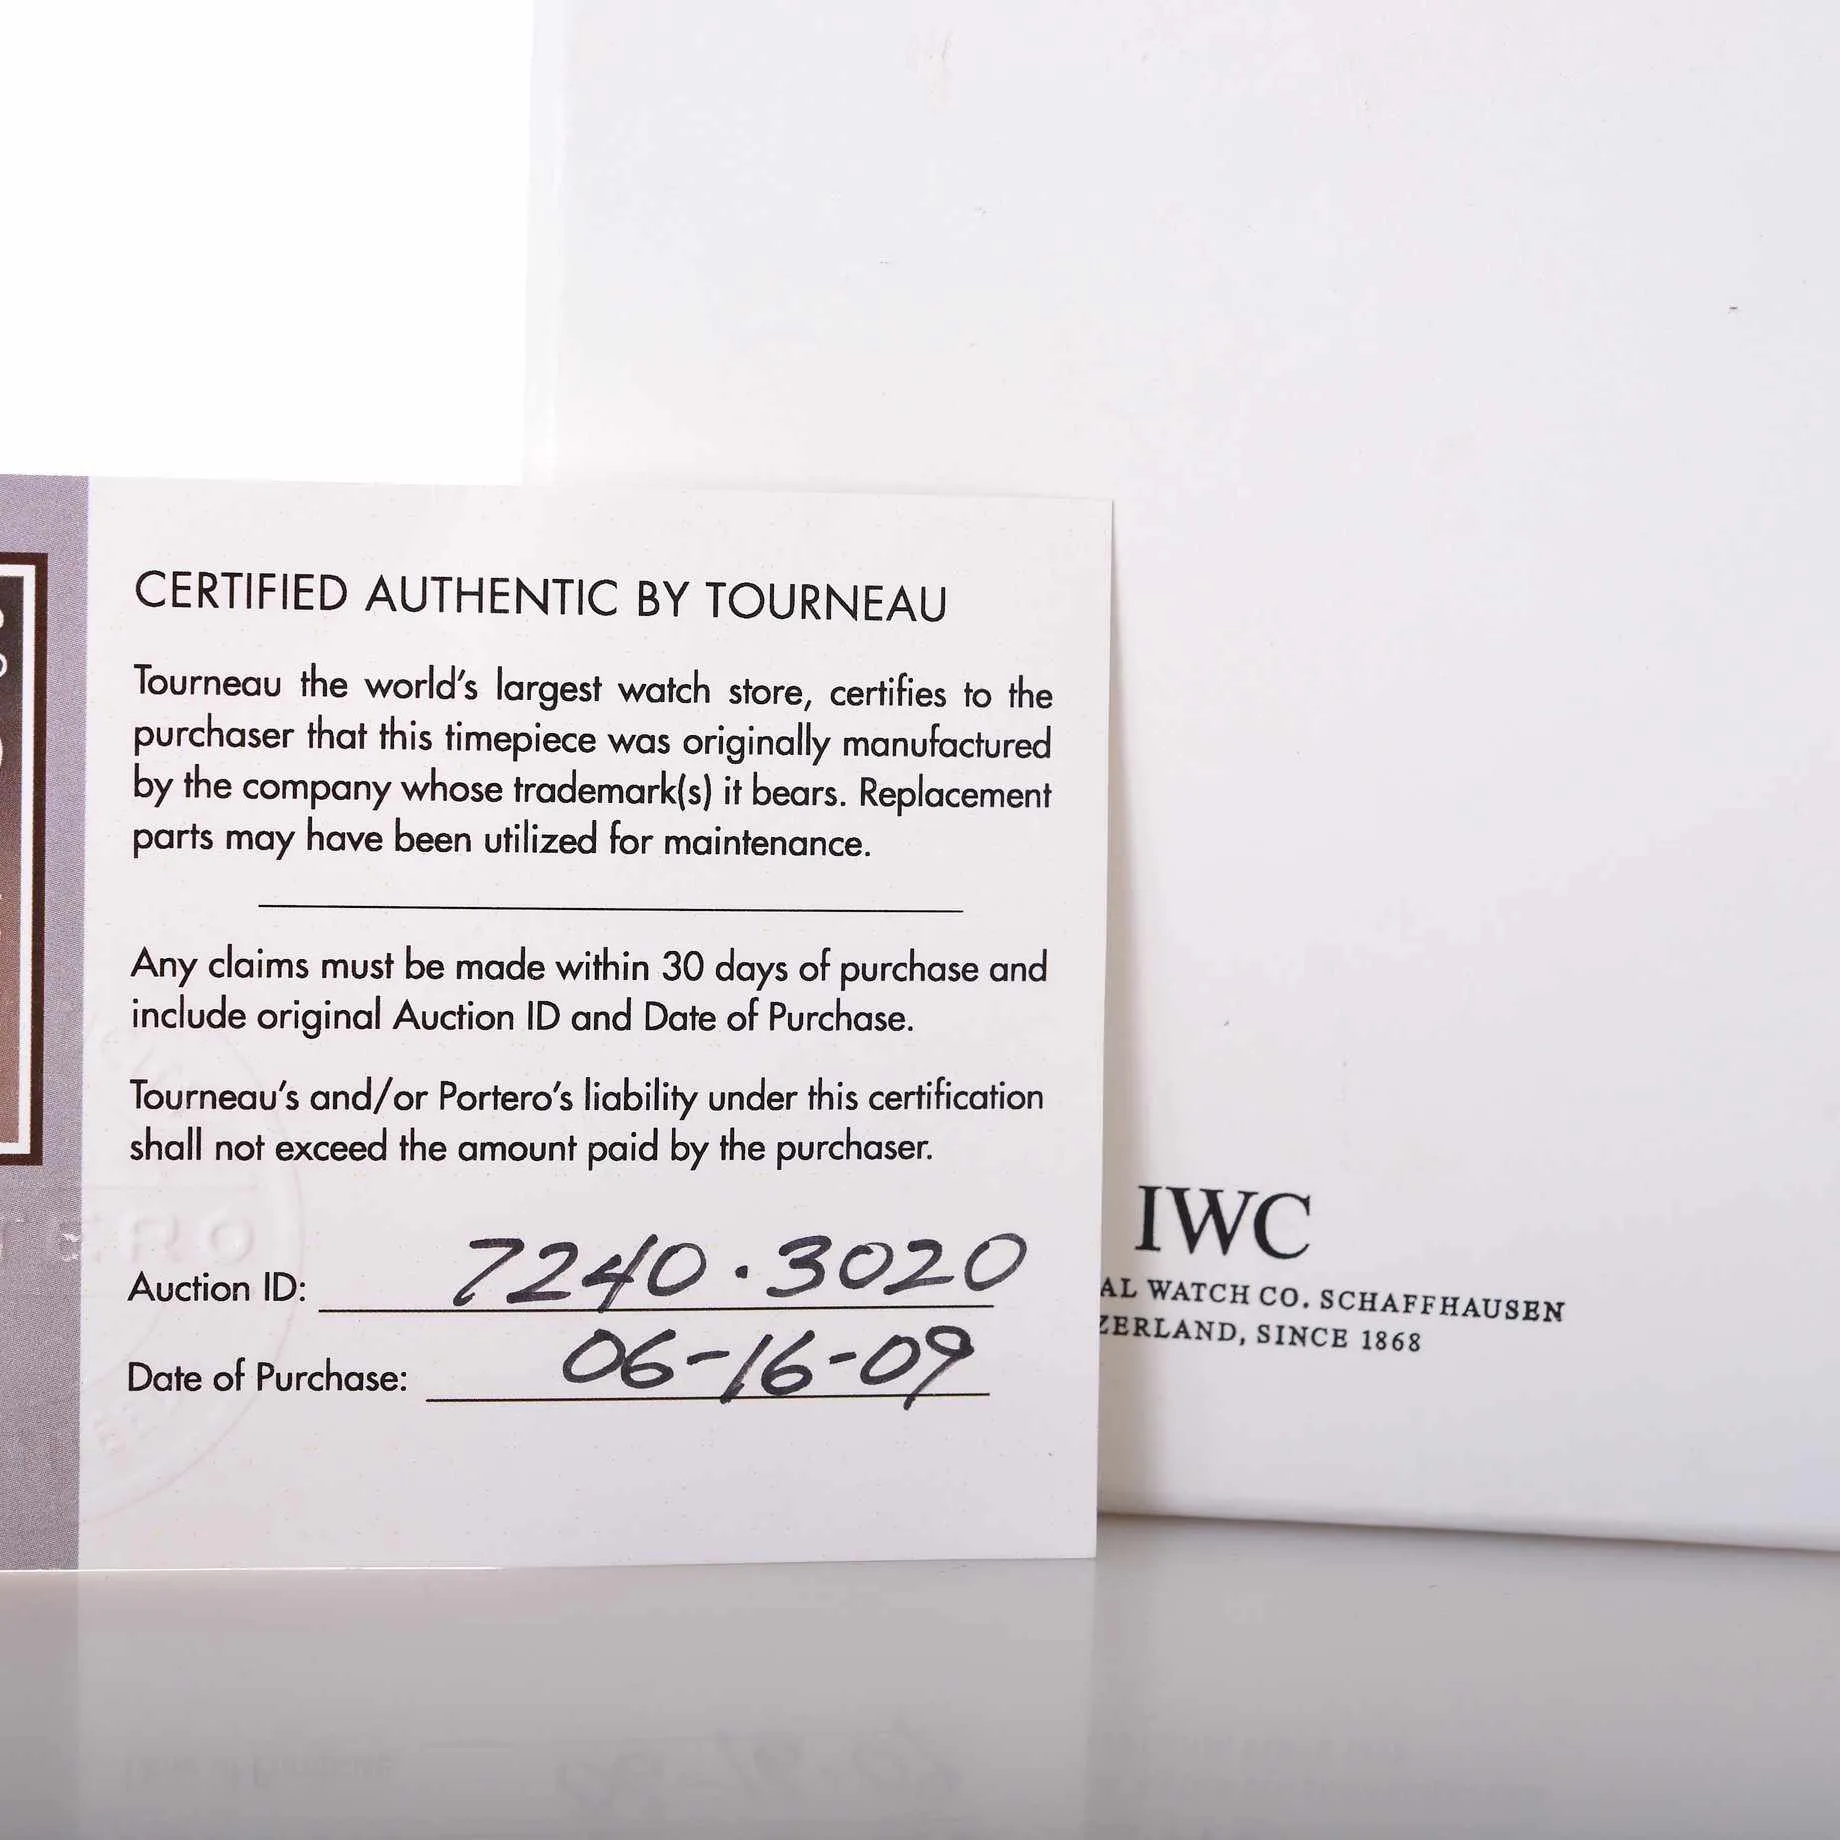 CERTIFIED AUTHENTIC BY TOURNEAU
Tourneau the world's largest watch store, certifies to the
purchaser that this timepiece was originally manufactured
by the company whose trademark(s) it bears. Replacement
parts may have been utilized for maintenance.
Any claims must be made within 30 days of purchase and
include original Auction ID and Date of Purchase.
Tourneau's and/or Portero's liability under this certification
shall not exceed the amount paid by the purchaser.
Auction ID: 7240.3020
Date of Purchase: 06-16-09
IWC
AL WATCH CO. SCHAFFHAUSEN
ZERLAND, SINCE 1868